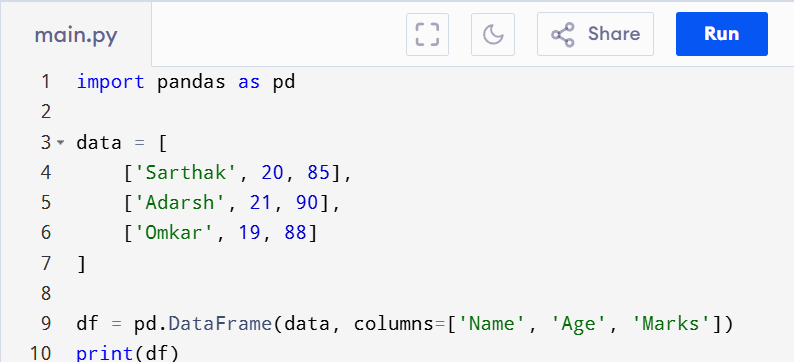 main.py Share Run
1 import pandas as pd
2
3 data = [
4     ['Sarthak', 20, 85],
5     ['Adarsh', 21, 90],
6     ['Omkar', 19, 88]
7 ]
8
9 df = pd.DataFrame(data, columns=['Name', 'Age', 'Marks'])
10 print(df)